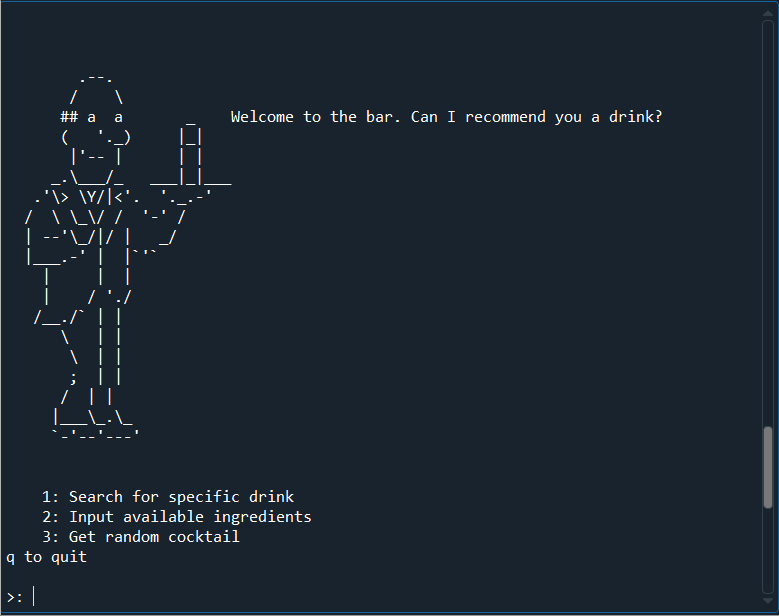 Welcome to the bar. Can I recommend you a drink?
1: Search for specific drink
2: Input available ingredients
3: Get random cocktail
q to quit
>: